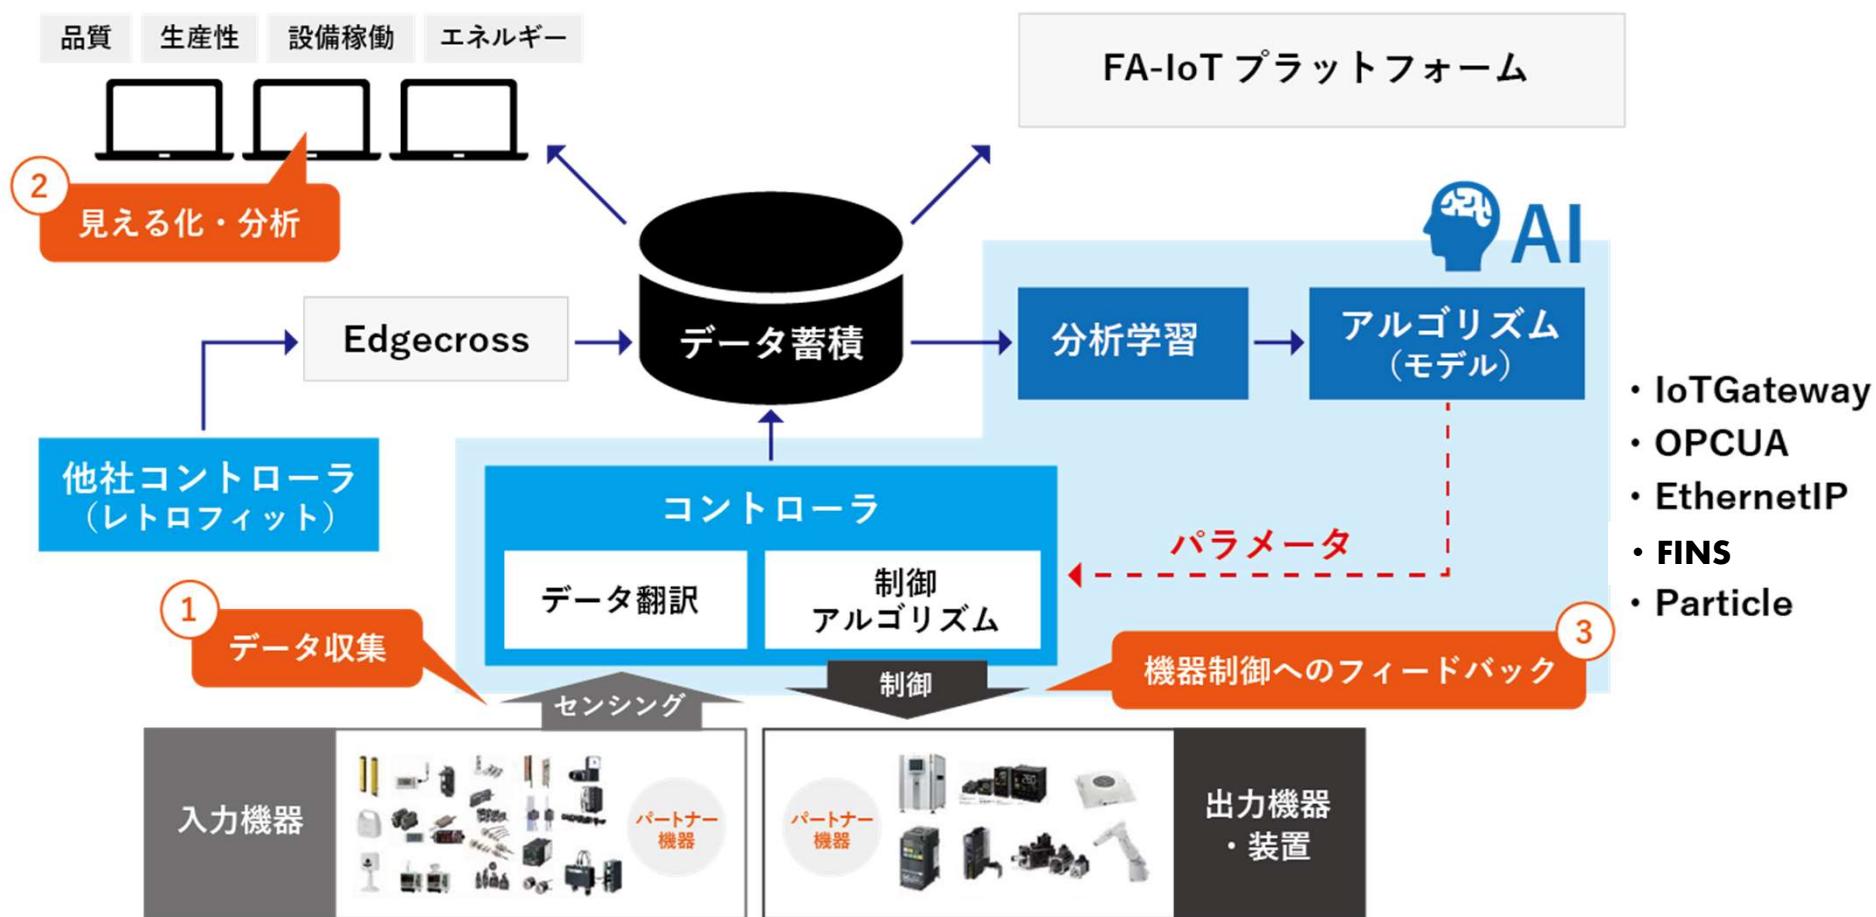 品質
生産性
設備稼働
エネルギー
FA-IoT プラットフォーム
2
見える化・分析
AI
Edgecross
データ蓄積
分析学習
アルゴリズム
（モデル）
・IoTGateway
・OPCUA
・EthernetIP
・FINS
・Particle
他社コントローラ
（レトロフィット）
コントローラ
データ翻訳
制御
アルゴリズム
パラメータ
1
データ収集
3
機器制御へのフィードバック
センシング
制御
入力機器
パートナー
機器
パートナー
機器
出力機器
・装置